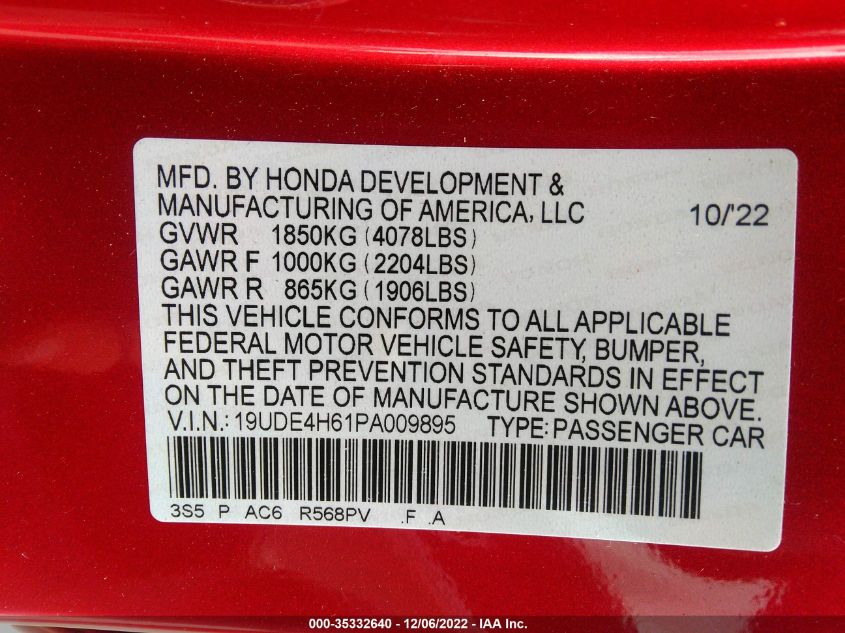 MFD. BY HONDA DEVELOPMENT &
MANUFACTURING OF AMERICA, LLC 10/'22
GVWR 1850KG (4078LBS)
GAWR F 1000KG (2204LBS)
GAWR R 865KG (1906LBS)
THIS VEHICLE CONFORMS TO ALL APPLICABLE
FEDERAL MOTOR VEHICLE SAFETY, BUMPER,
AND THEFT PREVENTION STANDARDS IN EFFECT
ON THE DATE OF MANUFACTURE SHOWN ABOVE.
V.I.N.: 19UDE4H61PA009895 TYPE: PASSENGER CAR
3S5 P AC6 R568PV .F .A
000-35332640 - 12/06/2022 - IAA Inc.